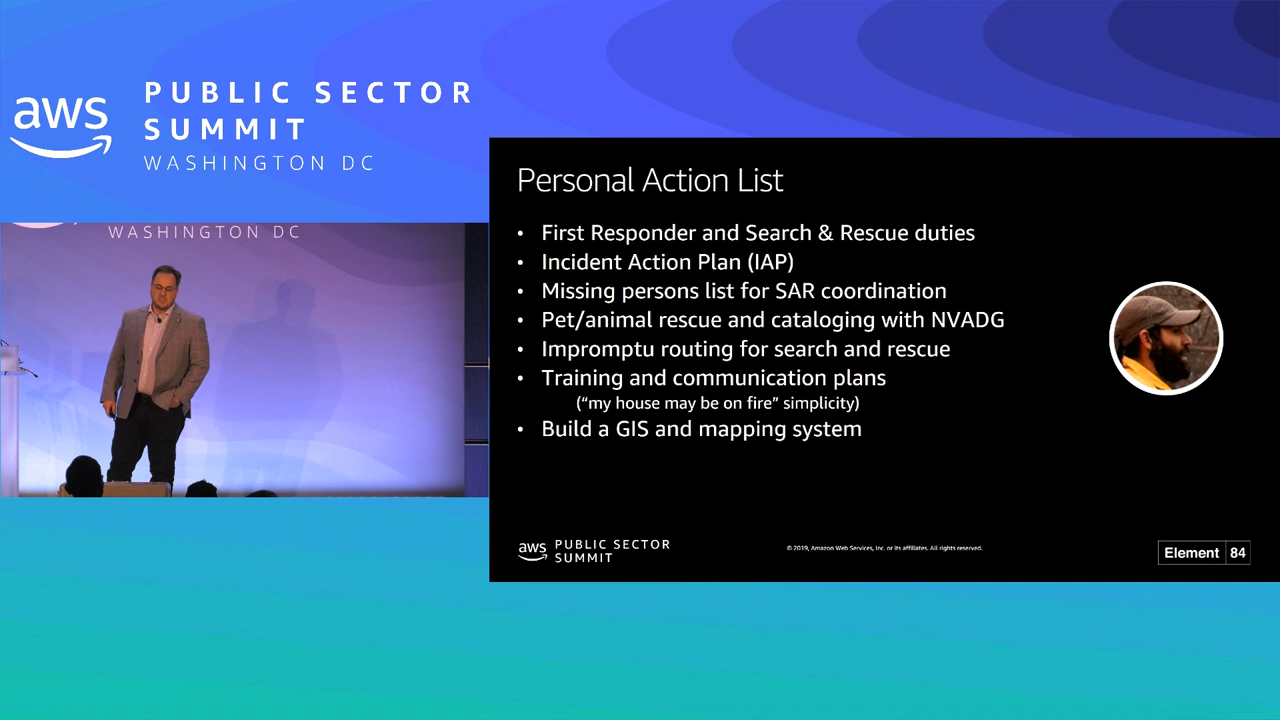 aws
PUBLIC SECTOR
SUMMIT
WASHINGTON DC
WASHINGTON DC
Personal Action List
• First Responder and Search & Rescue duties
• Incident Action Plan (IAP)
• Missing persons list for SAR coordination
• Pet/animal rescue and cataloging with NVADG
• Impromptu routing for search and rescue
• Training and communication plans
(“my house may be on fire” simplicity)
• Build a GIS and mapping system
aws PUBLIC SECTOR
SUMMIT
© 2019, Amazon Web Services, Inc. or its affiliates. All rights reserved.
Element 84